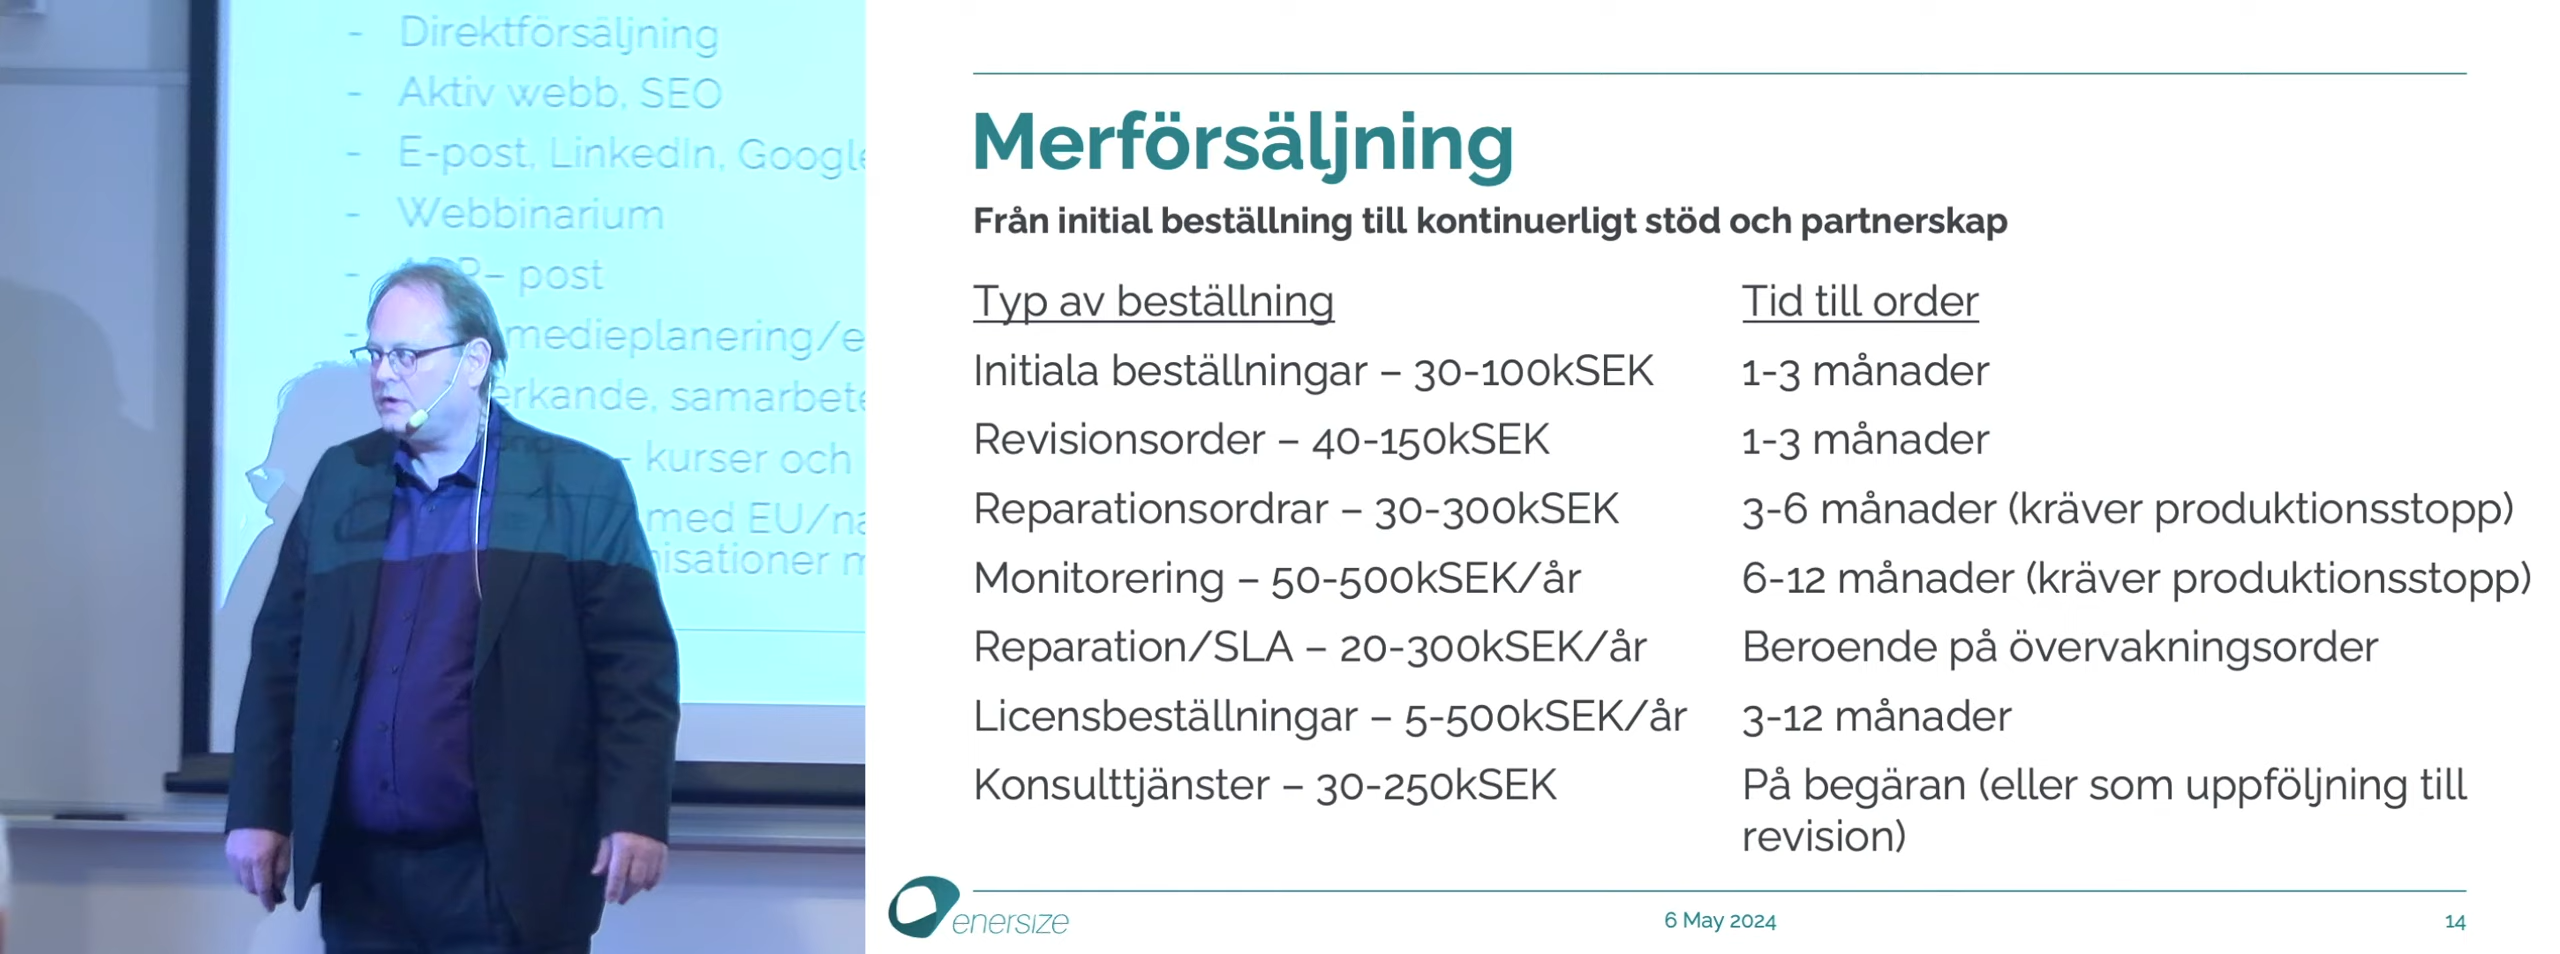 - Direktförsäljning
- Aktiv webb, SEO
- E-post, LinkedIn, Google
- Webbinarium
- post
medieplanering/e
samarbete
- kurser och
med EU/na
Merförsäljning
Från initial beställning till kontinuerligt stöd och partnerskap
Typ av beställning Tid till order
Initiala beställningar – 30-100kSEK 1-3 månader
Revisionsorder – 40-150kSEK 1-3 månader
Reparationsordrar – 30-300kSEK 3-6 månader (kräver produktionsstopp)
Monitorering – 50-500kSEK/år 6-12 månader (kräver produktionsstopp)
Reparation/SLA – 20-300kSEK/år Beroende på övervakningsorder
Licensbeställningar – 5-500kSEK/år 3-12 månader
Konsulttjänster – 30-250kSEK På begäran (eller som uppföljning till
revision)
enersize 6 May 2024 14